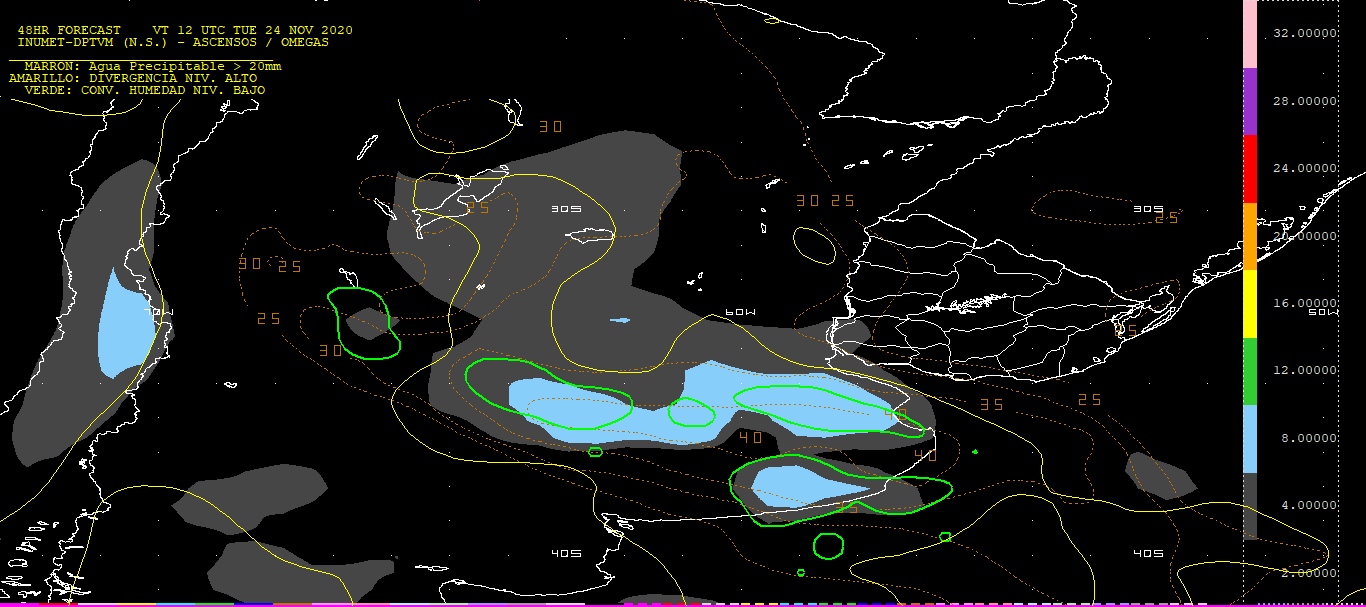 48HR FORECAST    VT 12 UTC TUE 24 NOV 2020
INUMET-DPTVM (N.S.) - ASCENSOS / OMEGAS
MARRON: Agua Precipitable > 20mm
AMARILLO: DIVERGENCIA NIV. ALTO
VERDE: CONV. HUMEDAD NIV. BAJO
32.00000
28.00000
24.00000
20.00000
16.00000
12.00000
8.00000
4.00000
2.00000
30
30 25
25
30S
30S
25
30 25
25
70W
60W
50W
25
30
35
25
40
40
40
35
40S
40S